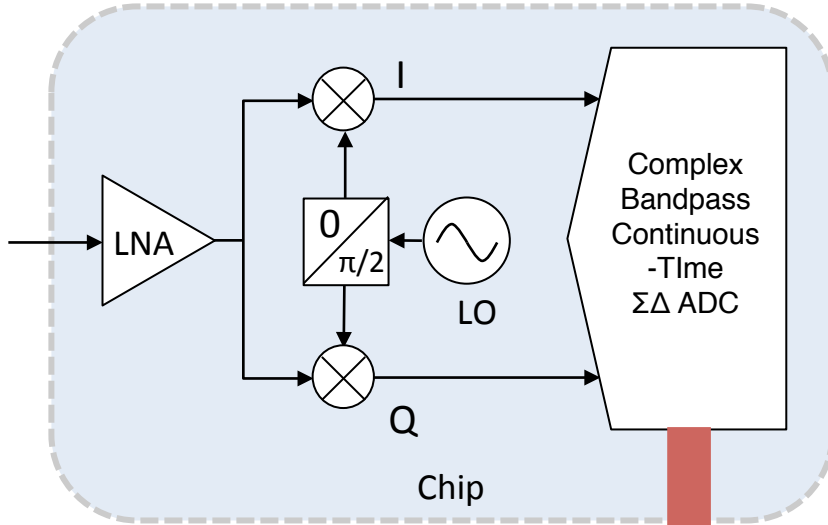 I
LNA
0
π/2
LO
Complex
Bandpass
Continuous
-TIme
ΣΔ ADC
Q
Chip